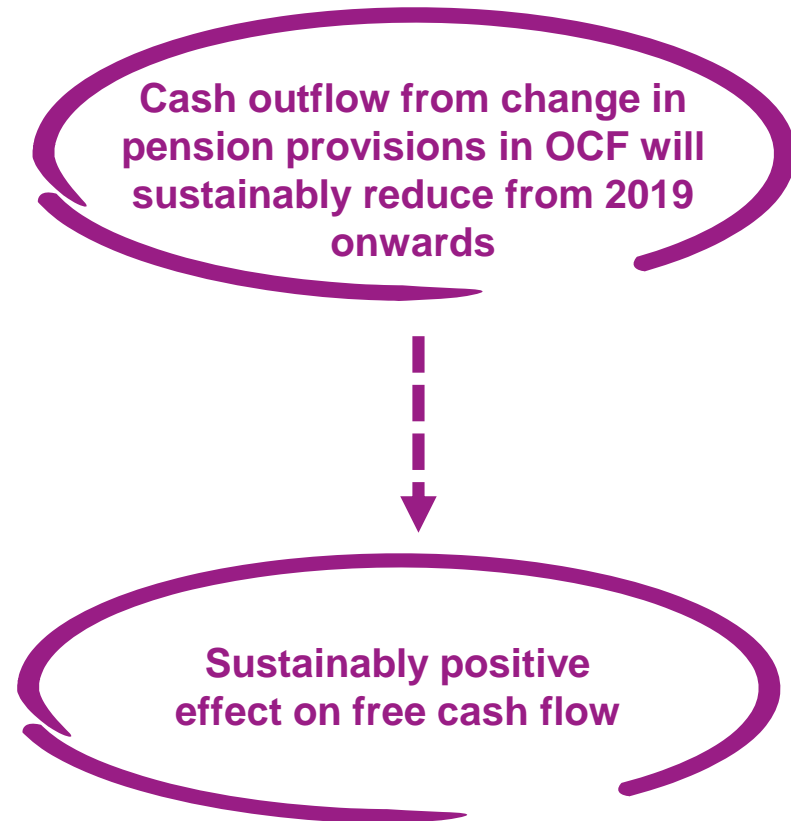 Cash outflow from change in
pension provisions in OCF will
sustainably reduce from 2019
onwards
Sustainably positive
effect on free cash flow